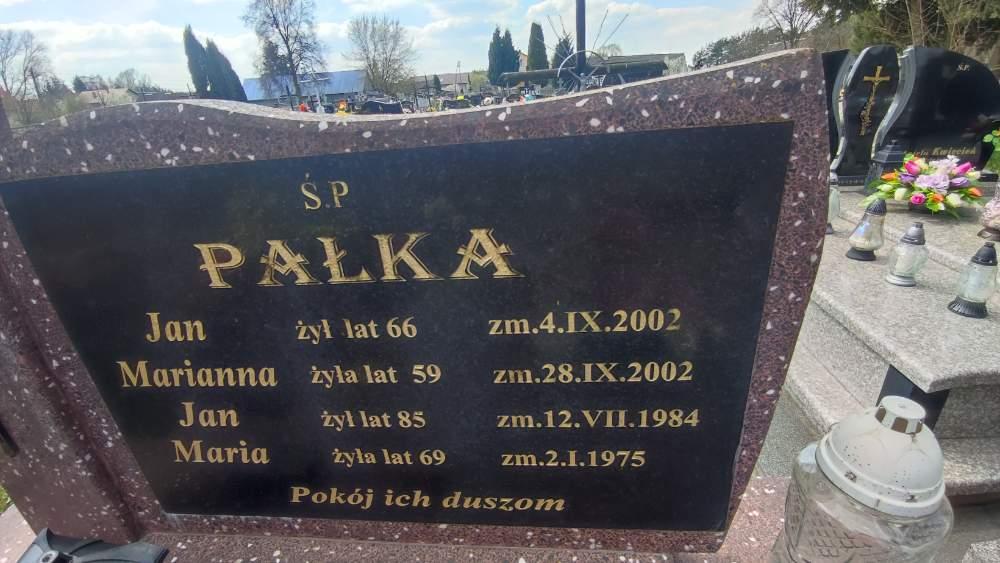 Ś.P
PAŁKA
Jan żył lat 66 zm.4.IX.2002
Marianna żyła lat 59 zm.28.IX.2002
Jan żył lat 85 zm.12.VII.1984
Maria żyła lat 69 zm.2.I.1975
Pokój ich duszom
Ś.P.
Kwiecień